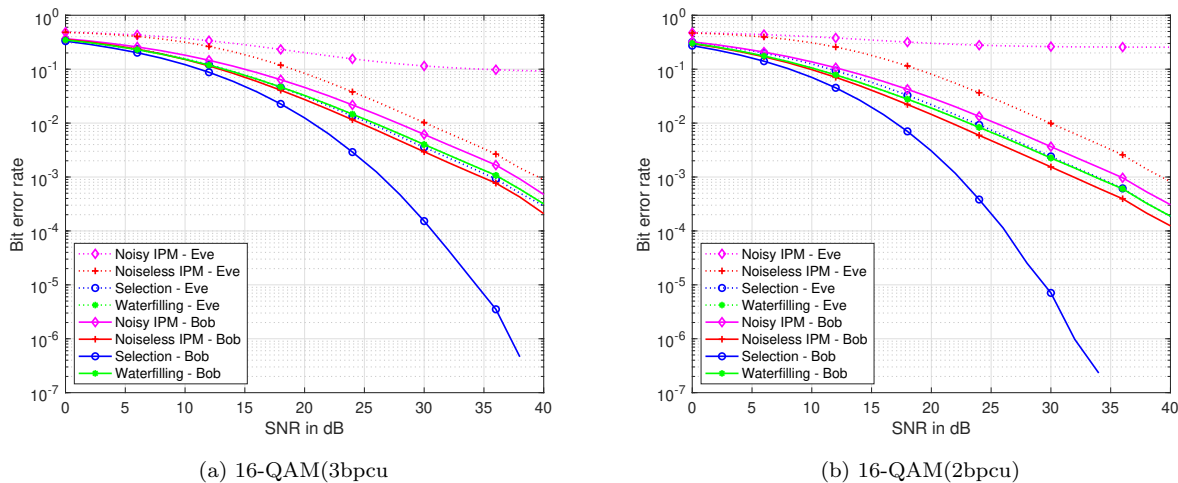 10^0
10^-1
10^-2
10^-3
10^-4
10^-5
10^-6
10^-7
Bit error rate
Noisy IPM - Eve
Noiseless IPM - Eve
Selection - Eve
Waterfilling - Eve
Noisy IPM - Bob
Noiseless IPM - Bob
Selection - Bob
Waterfilling - Bob
0 5 10 15 20 25 30 35 40
SNR in dB
(a) 16-QAM(3bpcu
10^0
10^-1
10^-2
10^-3
10^-4
10^-5
10^-6
10^-7
Bit error rate
Noisy IPM - Eve
Noiseless IPM - Eve
Selection - Eve
Waterfilling - Eve
Noisy IPM - Bob
Noiseless IPM - Bob
Selection - Bob
Waterfilling - Bob
0 5 10 15 20 25 30 35 40
SNR in dB
(b) 16-QAM(2bpcu)